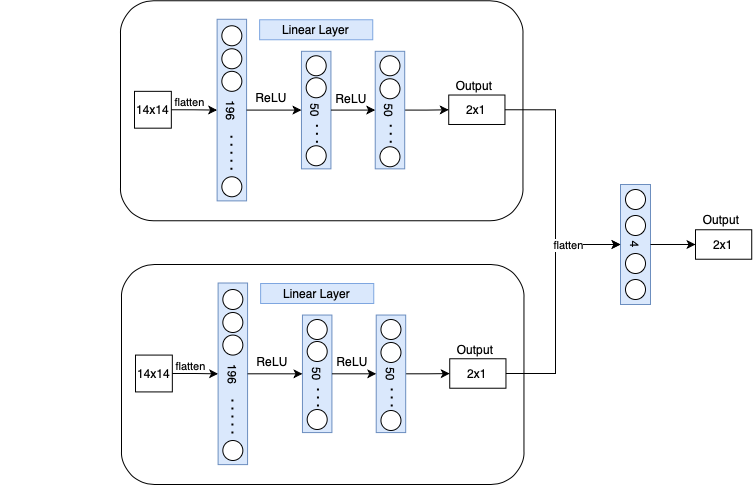 Linear Layer
14x14
flatten
196
ReLU
50
ReLU
50
Output
2x1
Linear Layer
14x14
flatten
196
ReLU
50
ReLU
50
Output
2x1
flatten
4
Output
2x1